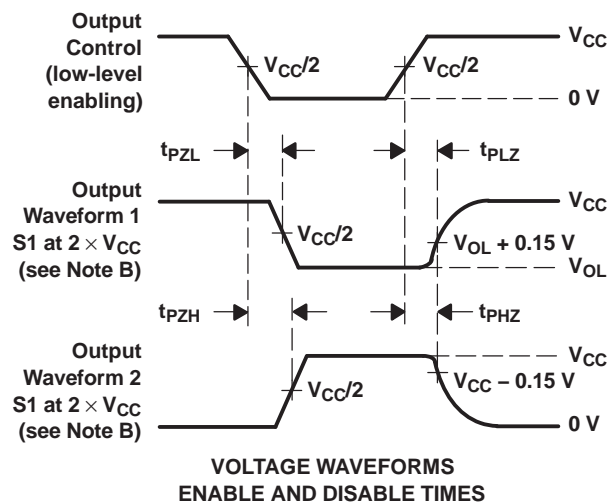 Output
Control
(low-level
enabling)
VCC/2
VCC/2
VCC
0 V
tPZL
tPLZ
Output
Waveform 1
S1 at 2 × VCC
(see Note B)
VCC/2
VCC
VOL + 0.15 V
VOL
tPZH
tPHZ
Output
Waveform 2
S1 at 2 × VCC
(see Note B)
VCC/2
VCC
VCC − 0.15 V
0 V
VOLTAGE WAVEFORMS
ENABLE AND DISABLE TIMES